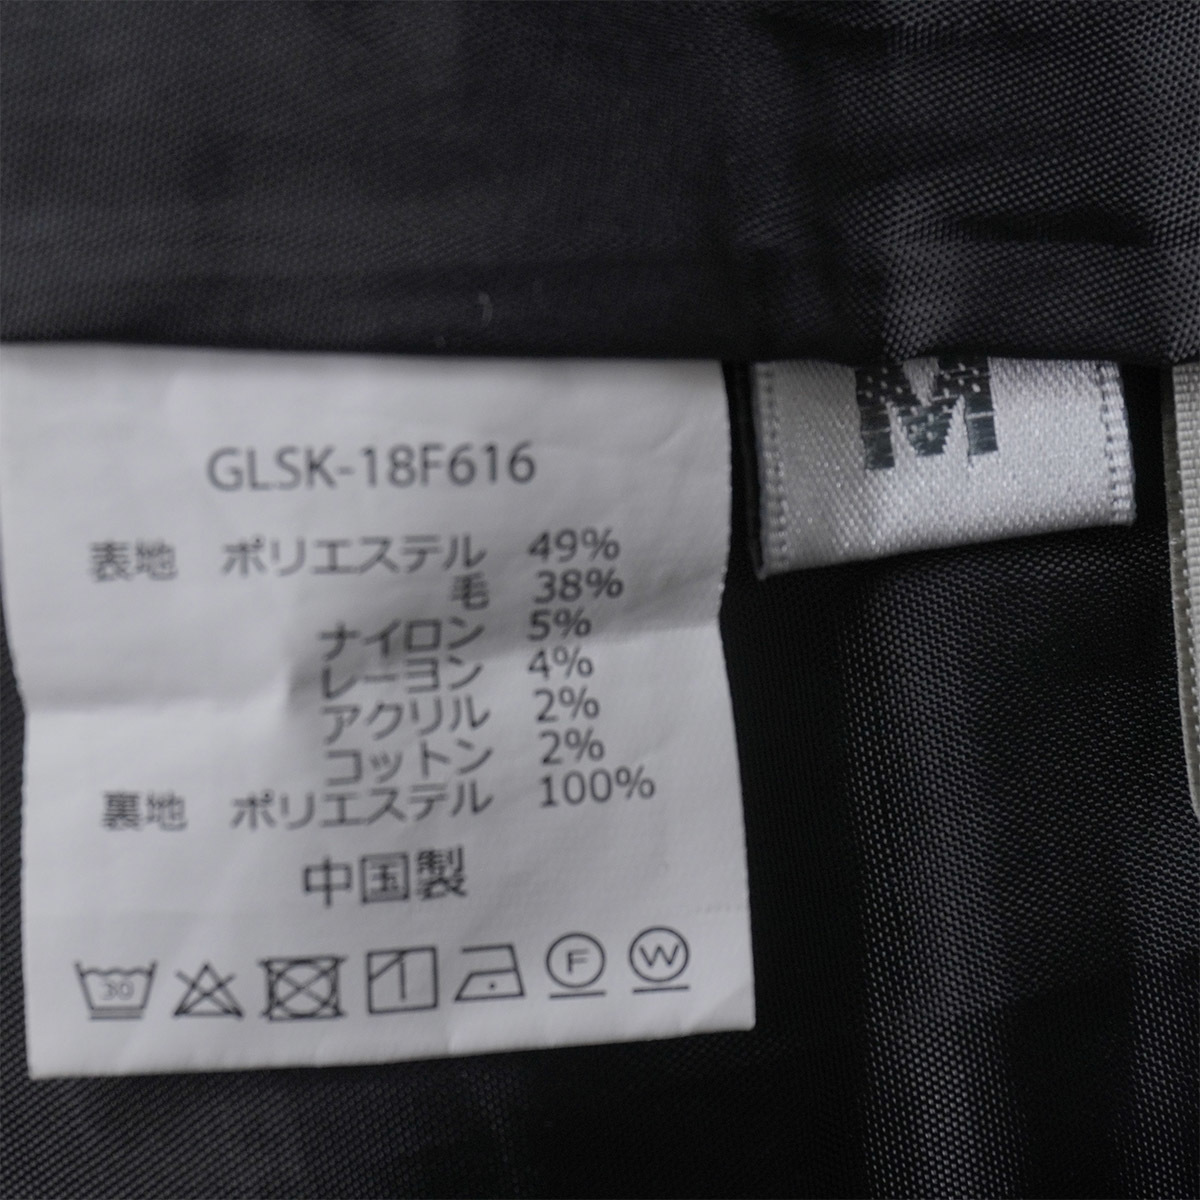 M
GLSK-18F616
表地 ポリエステル 49%
毛 38%
ナイロン 5%
レーヨン 4%
アクリル 2%
コットン 2%
裏地 ポリエステル 100%
中国製
30 F W